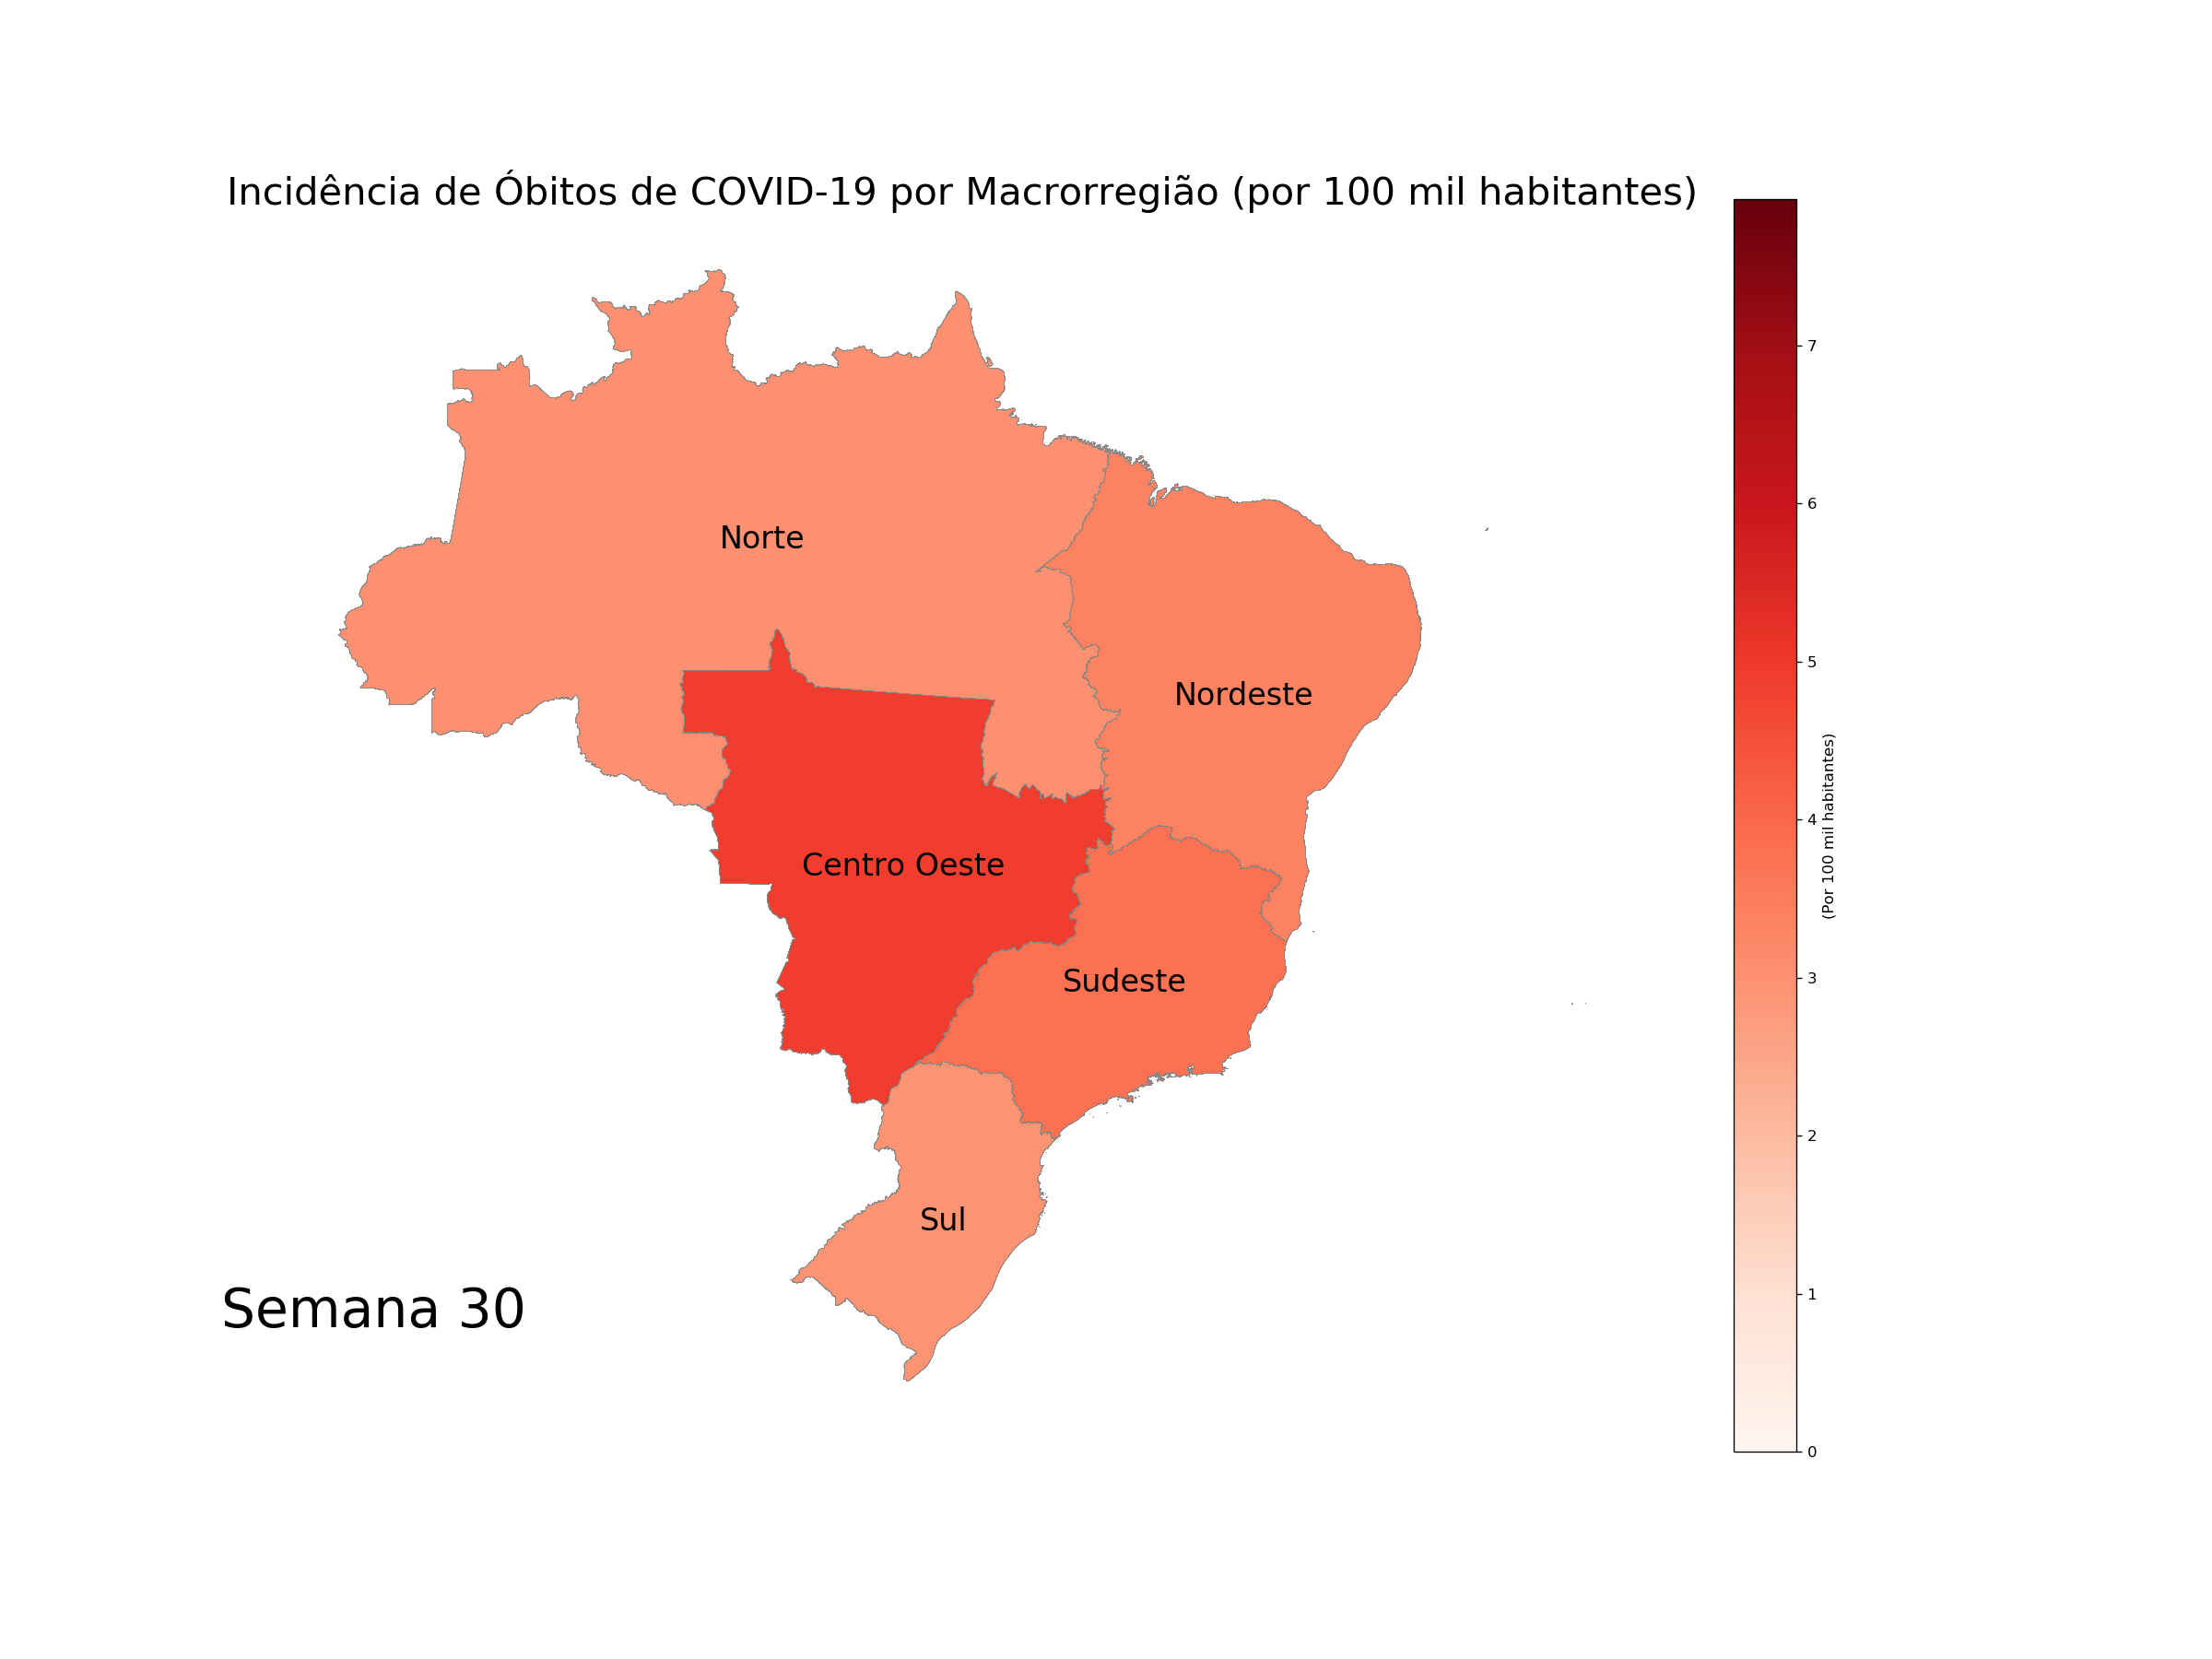 Incidência de Óbitos de COVID-19 por Macrorregião (por 100 mil habitantes)
Norte
Nordeste
Centro Oeste
Sudeste
Sul
Semana 30
7
6
5
4
3
2
1
0
(Por 100 mil habitantes)